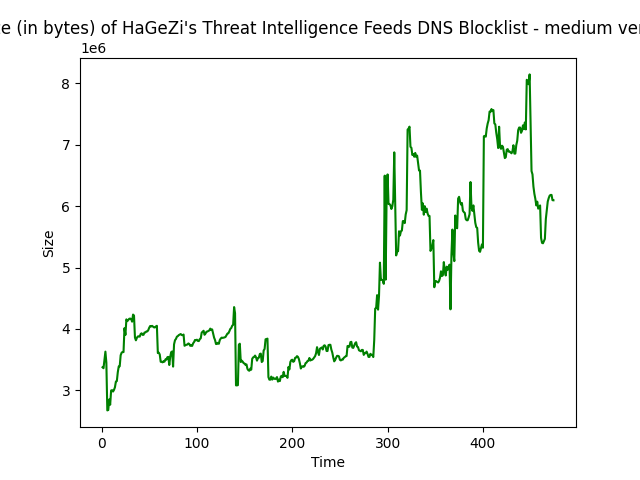 e (in bytes) of HaGeZi's Threat Intelligence Feeds DNS Blocklist - medium ver
1e6
8
7
6
5
4
3
Size
0 100 200 300 400
Time